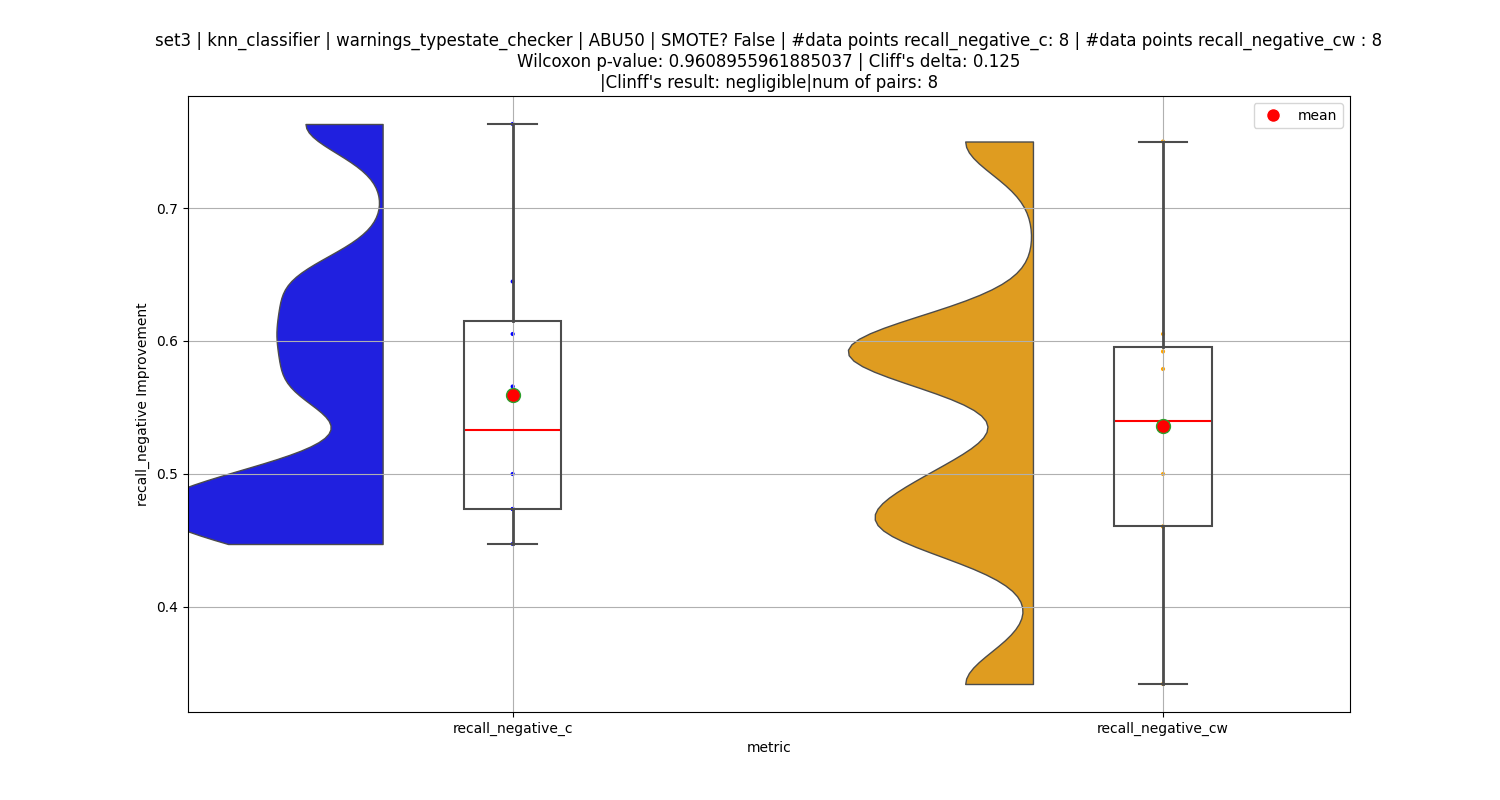 set3 | knn_classifier | warnings_typestate_checker | ABU50 | SMOTE? False | #data points recall_negative_c: 8 | #data points recall_negative_cw : 8
Wilcoxon p-value: 0.9608955961885037 | Cliff's delta: 0.125
|Clinff's result: negligible|num of pairs: 8
mean
0.7
0.6
0.5
0.4
recall_negative Improvement
recall_negative_c
recall_negative_cw
metric